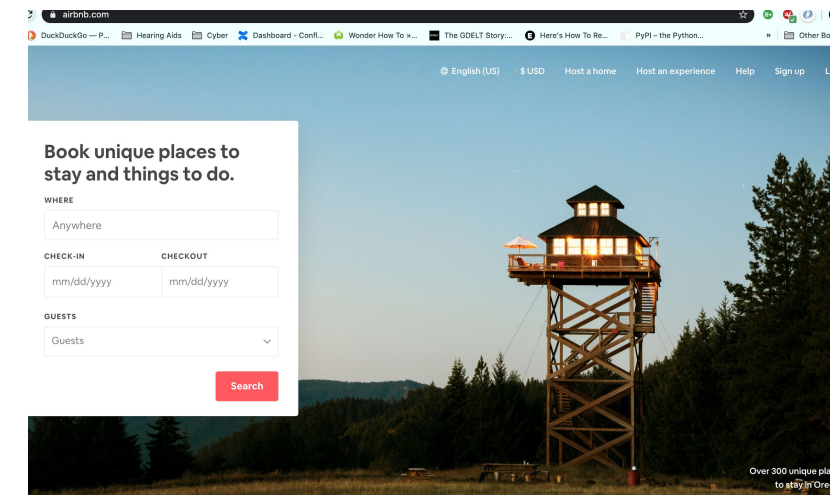 airbnb.com
DuckDuckGo — P...
Hearing Aids
Cyber
Dashboard - Confl...
Wonder How To »...
The GDELT Story:...
Here's How To Re...
PyPI – the Python...
»
Other Bo
English (US)
$ USD
Host a home
Host an experience
Help
Sign up
L
Book unique places to
stay and things to do.
WHERE
Anywhere
CHECK-IN
CHECKOUT
mm/dd/yyyy
mm/dd/yyyy
GUESTS
Guests
Search
Over 300 unique pla
to stay in Ore